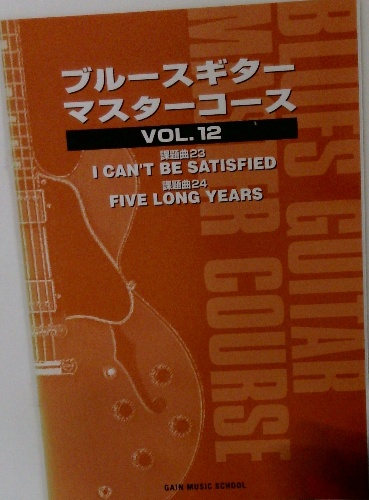 ブルースギター
マスターコース
VOL.12
課題曲23
I CAN'T BE SATISFIED
課題曲24
FIVE LONG YEARS
BLUES GUITAR
MASTER COURSE
GAIN MUSIC SCHOOL